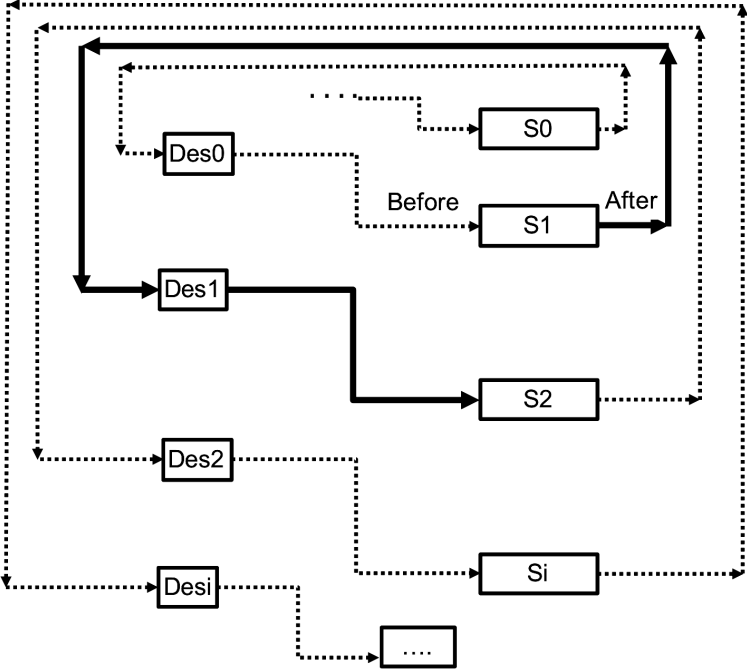 ....
S0
Des0
Before
After
S1
Des1
S2
Des2
Si
Desi
....